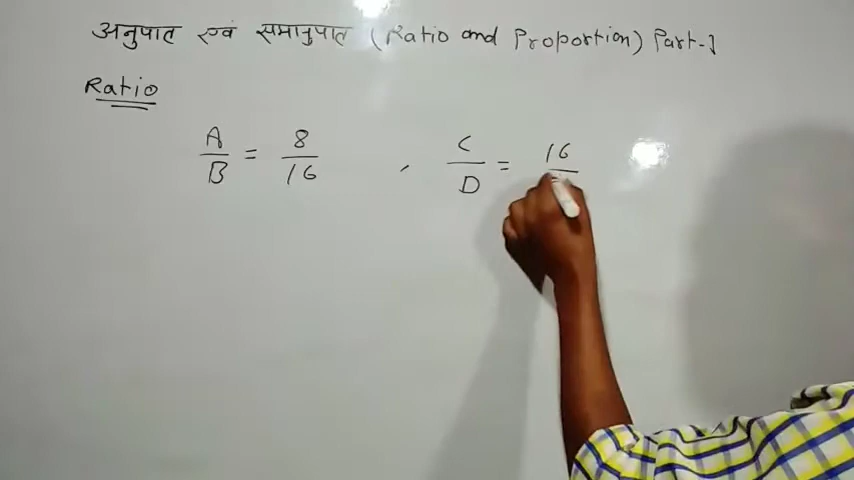 अनुपात एवं समानुपात (Ratio and Proportion) Part-1
Ratio
A/B = 8/16 , C/D = 16/